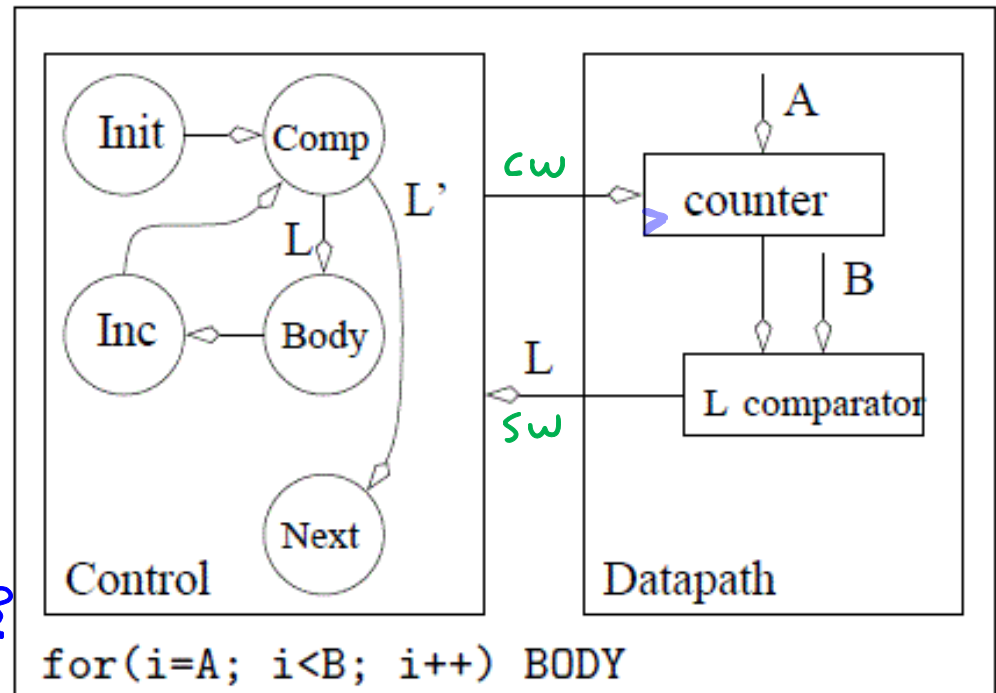 Init
Comp
L'
cw
A
counter
L
B
Inc
Body
L
L comparator
sw
Next
Control
Datapath
for(i=A; i<B; i++) BODY